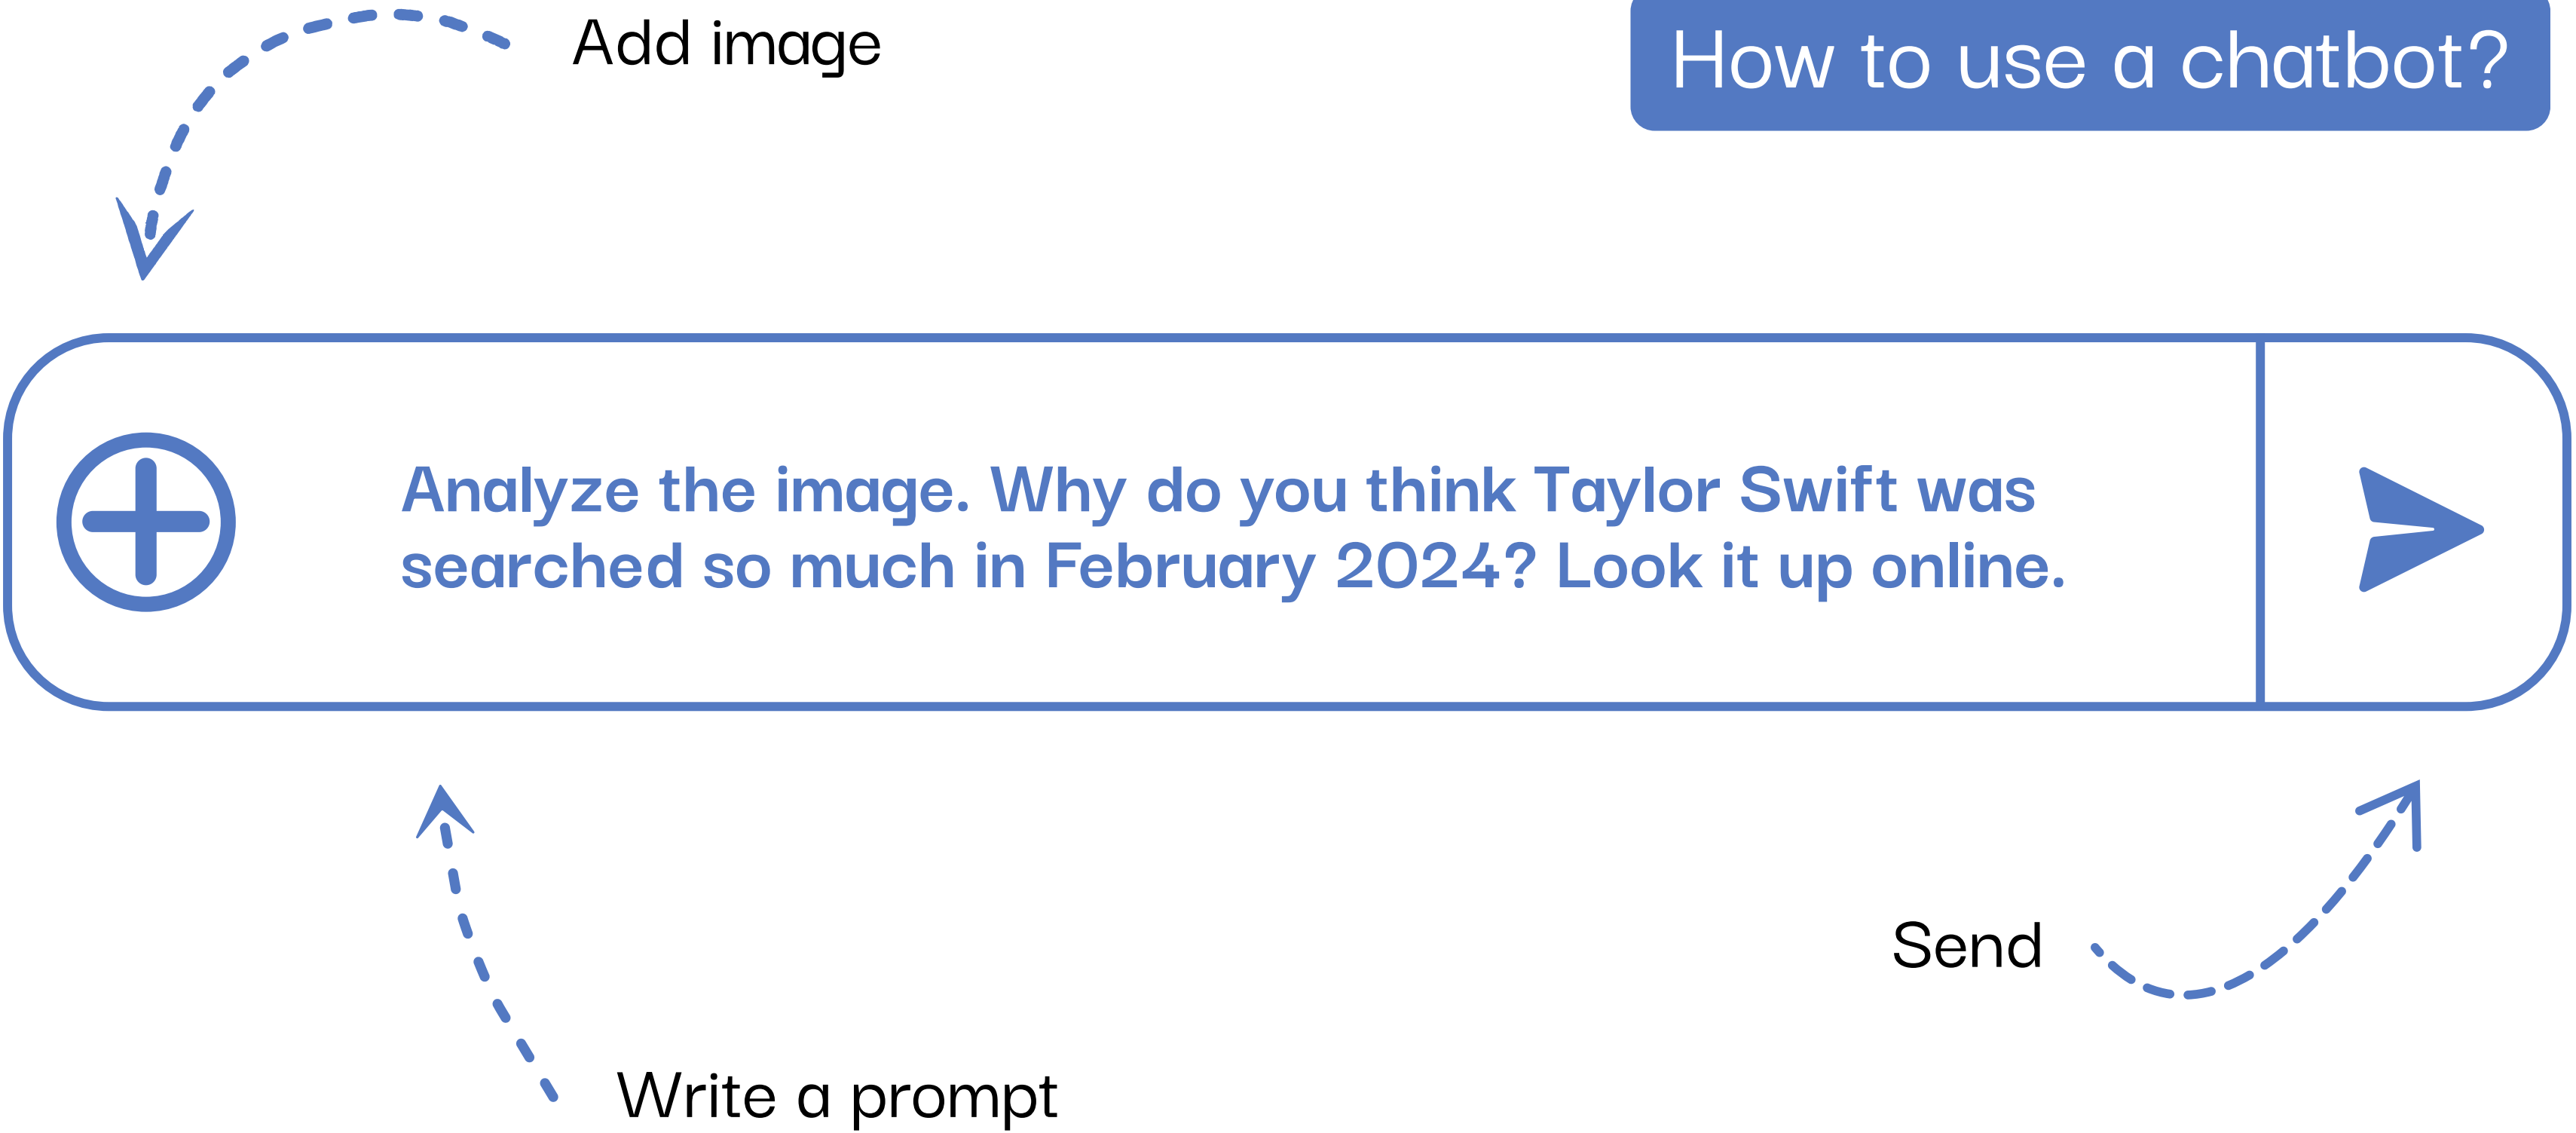 Add image
How to use a chatbot?
Analyze the image. Why do you think Taylor Swift was
searched so much in February 2024? Look it up online.
Send
Write a prompt